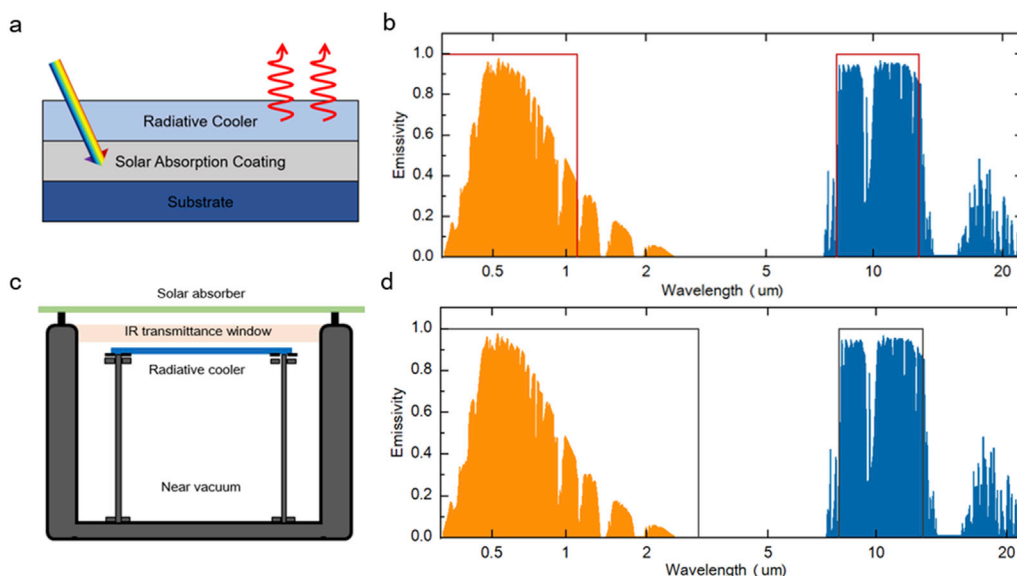 a
Radiative Cooler
Solar Absorption Coating
Substrate
b
Emissivity
1.0
0.8
0.6
0.4
0.2
0.0
0.5 1 2 5 10 20
Wavelength ( um)
c
Solar absorber
IR transmittance window
Radiative cooler
Near vacuum
d
Emissivity
1.0
0.8
0.6
0.4
0.2
0.0
0.5 1 2 5 10 20
Wavelength ( um)